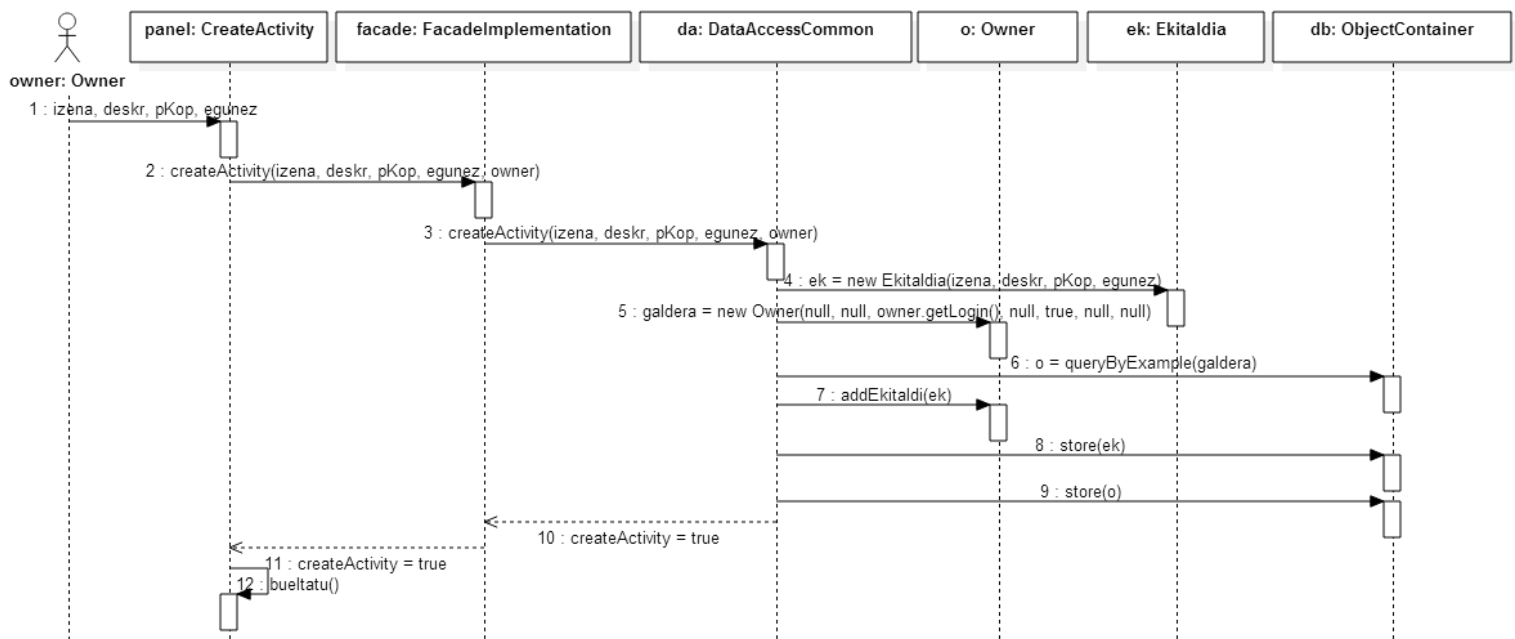 panel: CreateActivity
facade: FacadeImplementation
da: DataAccessCommon
o: Owner
ek: Ekitaldia
db: ObjectContainer
owner: Owner
1 : izena, deskr, pKop, egunez
2 : createActivity(izena, deskr, pKop, egunez, owner)
3 : createActivity(izena, deskr, pKop, egunez, owner)
4 : ek = new Ekitaldia(izena, deskr, pKop, egunez)
5 : galdera = new Owner(null, null, owner.getLogin(), null, true, null, null)
6 : o = queryByExample(galdera)
7 : addEkitaldi(ek)
8 : store(ek)
9 : store(o)
10 : createActivity = true
11 : createActivity = true
12 : bueltatu()